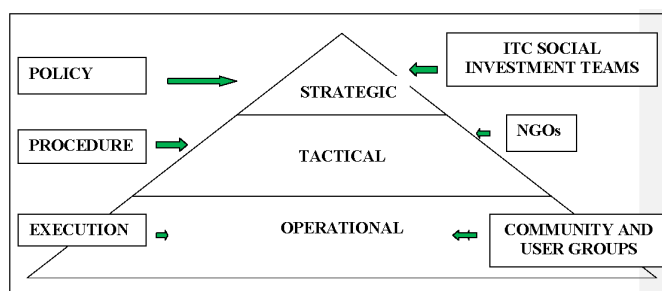 POLICY
ITC SOCIAL
INVESTMENT TEAMS
STRATEGIC
PROCEDURE
NGOs
TACTICAL
EXECUTION
OPERATIONAL
COMMUNITY AND
USER GROUPS